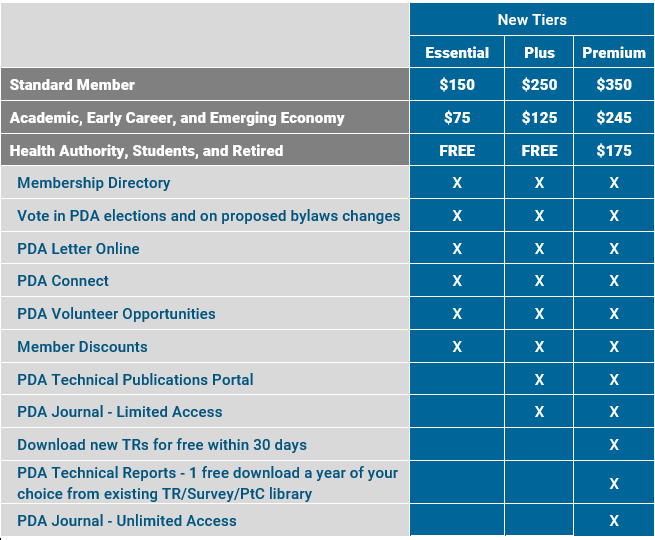 New Tiers
Essential Plus Premium
Standard Member $150 $250 $350
Academic, Early Career, and Emerging Economy $75 $125 $245
Health Authority, Students, and Retired FREE FREE $175
Membership Directory X X X
Vote in PDA elections and on proposed bylaws changes X X X
PDA Letter Online X X X
PDA Connect X X X
PDA Volunteer Opportunities X X X
Member Discounts X X X
PDA Technical Publications Portal X X
PDA Journal - Limited Access X X
Download new TRs for free within 30 days X
PDA Technical Reports - 1 free download a year of your
choice from existing TR/Survey/PtC library X
PDA Journal - Unlimited Access X